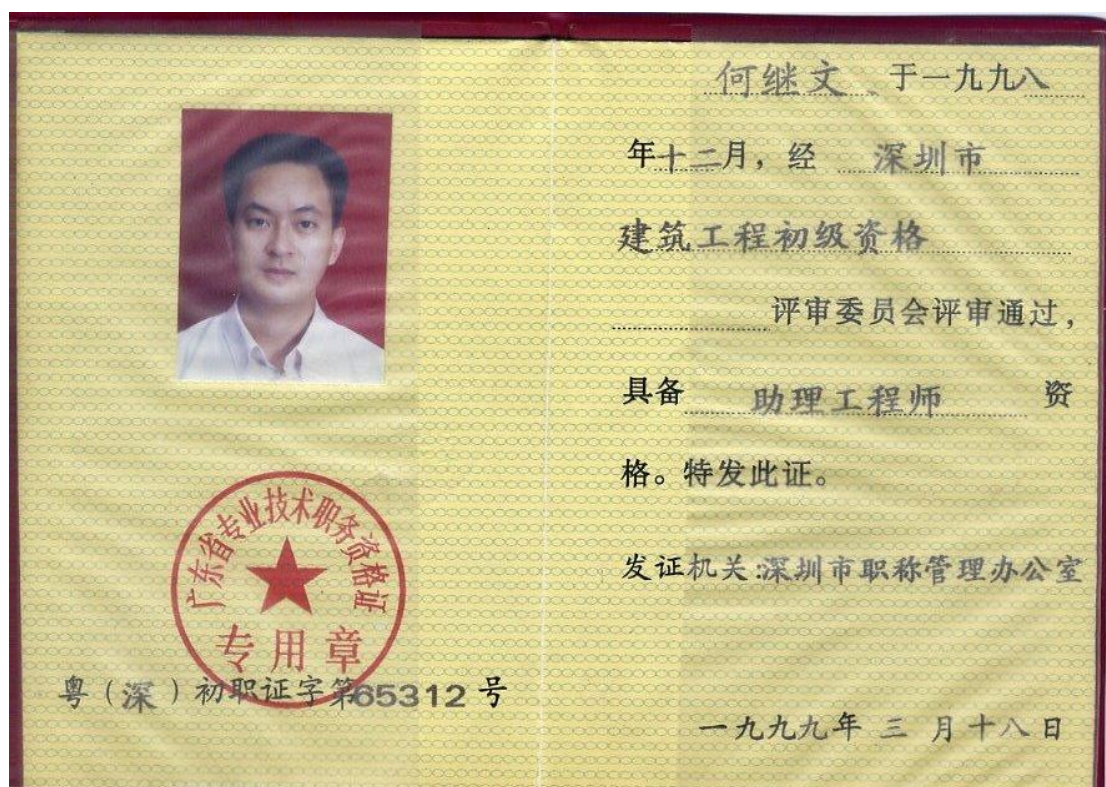 广东省专业技术职务资格证
专用章
粤（深）初职证字第65312号
何继文 于一九九八
年十二月，经 深圳市
建筑工程初级资格
评审委员会评审通过，
具备 助理工程师 资
格。特发此证。
发证机关:深圳市职称管理办公室
一九九九年 三 月十八日